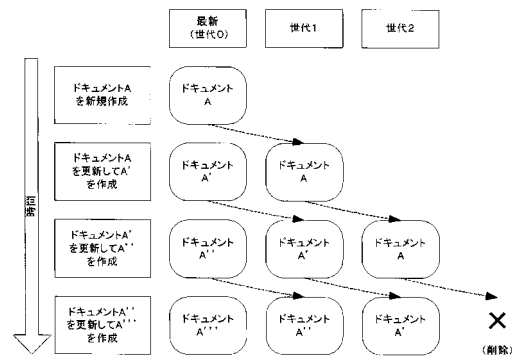 最新
(世代0)
世代1
世代2
時間
ドキュメントA
を新規作成
ドキュメント
A
ドキュメントA
を更新してA'
を作成
ドキュメント
A'
ドキュメント
A
ドキュメントA'
を更新してA''
を作成
ドキュメント
A''
ドキュメント
A'
ドキュメント
A
ドキュメントA''
を更新してA'''
を作成
ドキュメント
A'''
ドキュメント
A''
ドキュメント
A'
(削除)